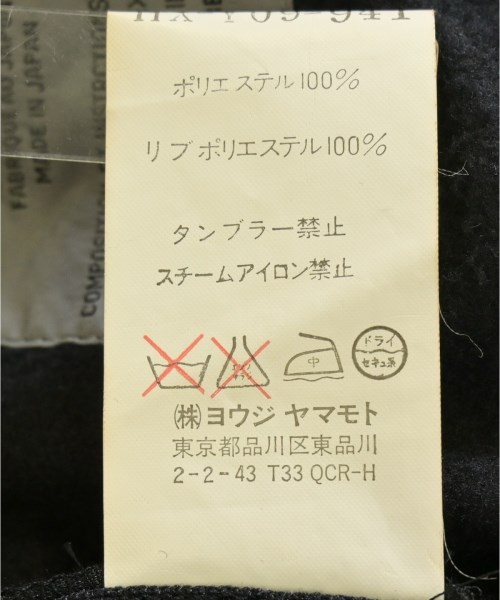 HX-Y09-941
ポリエステル100%
リブポリエステル100%
タンブラー禁止
スチームアイロン禁止
中
ドライ
セキユ系
㈱ヨウジ ヤマモト
東京都品川区東品川
2-2-43 T33 QCR-H
MADE IN JAPAN